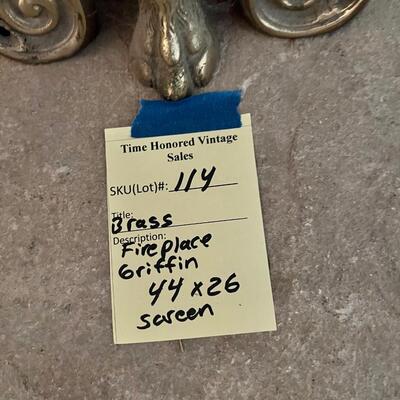 Time Honored Vintage
Sales
SKU(Lot)#: 114
Title:
Brass
Description:
Fireplace
Griffin
44 x 26
screen